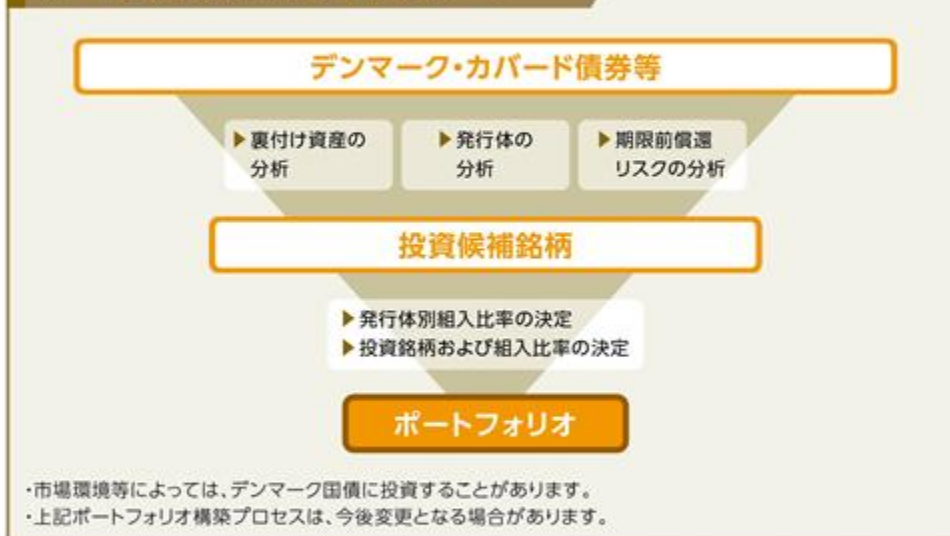 デンマーク・カバード債券等
▶裏付け資産の
分析
▶発行体の
分析
▶期限前償還
リスクの分析
投資候補銘柄
▶発行体別組入比率の決定
▶投資銘柄および組入比率の決定
ポートフォリオ
・市場環境等によっては、デンマーク国債に投資することがあります。
・上記ポートフォリオ構築プロセスは、今後変更となる場合があります。